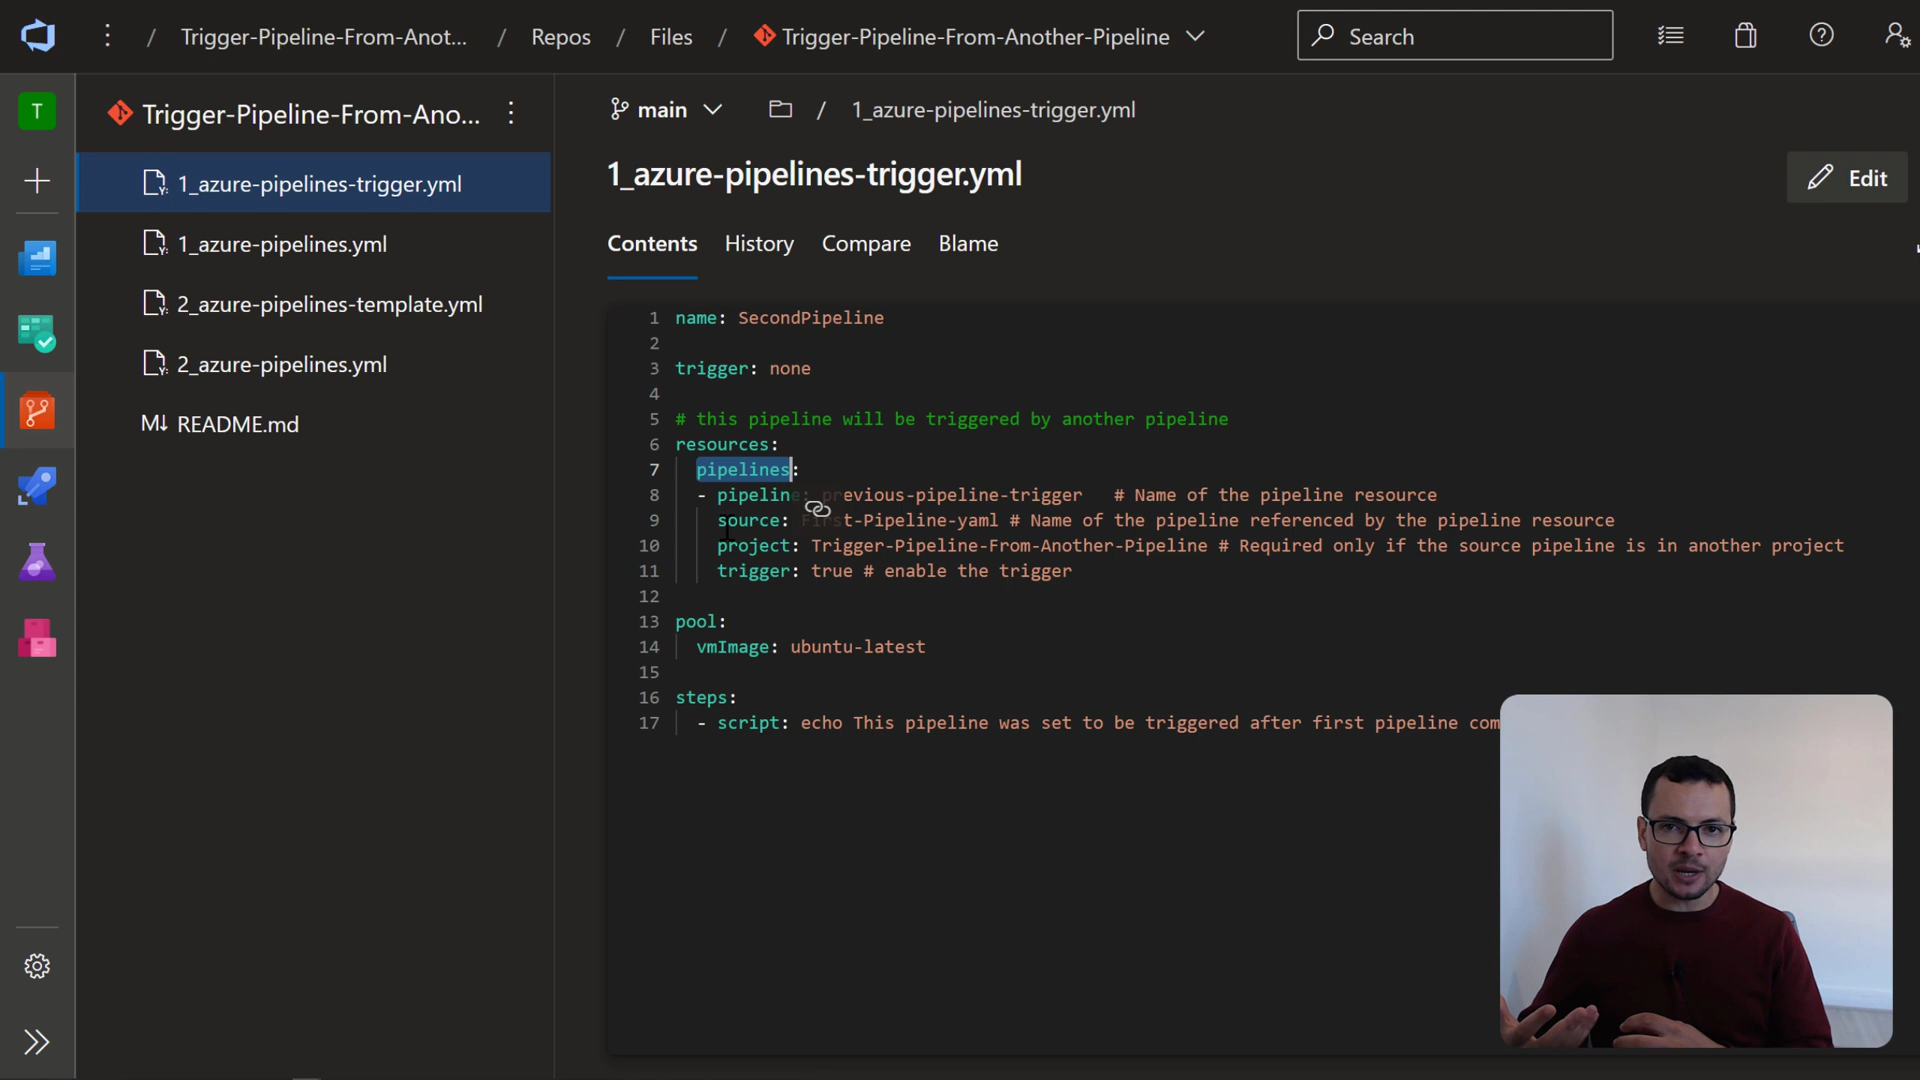 / Trigger-Pipeline-From-Anot... / Repos / Files / Trigger-Pipeline-From-Another-Pipeline
Search
T
Trigger-Pipeline-From-Ano...
1_azure-pipelines-trigger.yml
1_azure-pipelines.yml
2_azure-pipelines-template.yml
2_azure-pipelines.yml
README.md
main / 1_azure-pipelines-trigger.yml
1_azure-pipelines-trigger.yml
Edit
Contents History Compare Blame
1 name: SecondPipeline
2
3 trigger: none
4
5 # this pipeline will be triggered by another pipeline
6 resources:
7 pipelines:
8 - pipeline: previous-pipeline-trigger # Name of the pipeline resource
9 source: First-Pipeline-yaml # Name of the pipeline referenced by the pipeline resource
10 project: Trigger-Pipeline-From-Another-Pipeline # Required only if the source pipeline is in another project
11 trigger: true # enable the trigger
12
13 pool:
14 vmImage: ubuntu-latest
15
16 steps:
17 - script: echo This pipeline was set to be triggered after first pipeline com